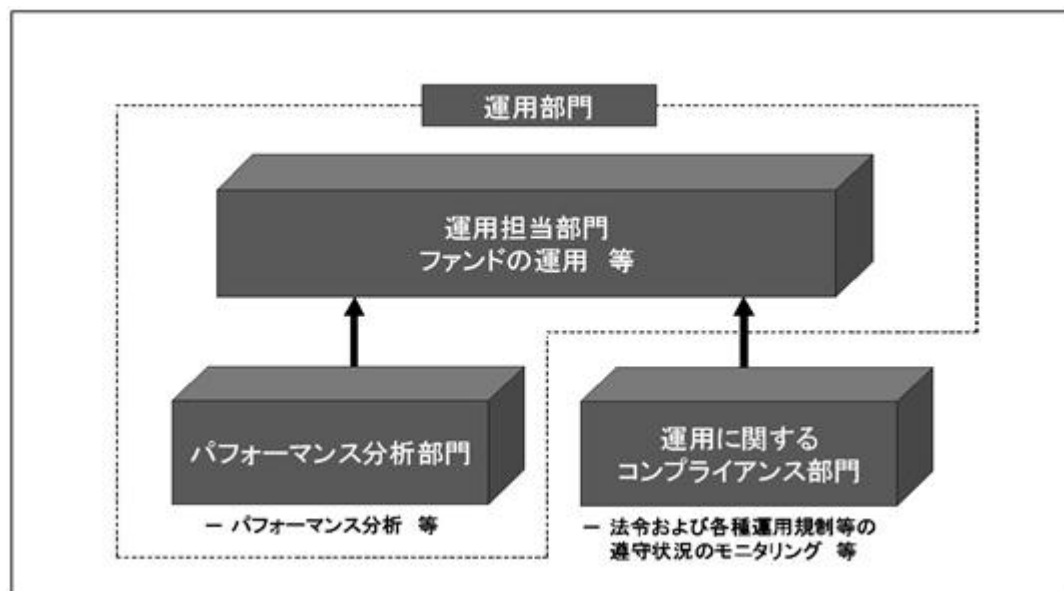 運用部門
運用担当部門
ファンドの運用 等
パフォーマンス分析部門
― パフォーマンス分析 等
運用に関する
コンプライアンス部門
― 法令および各種運用規制等の
遵守状況のモニタリング 等